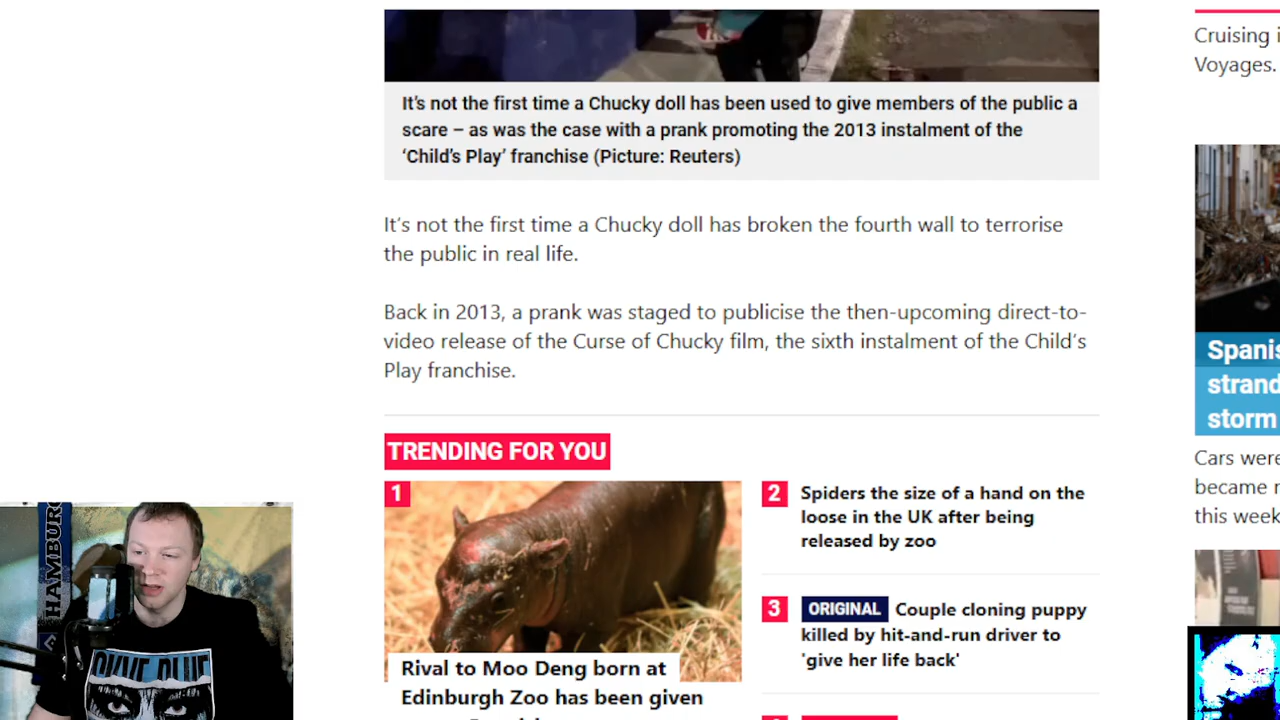 It's not the first time a Chucky doll has been used to give members of the public a
scare – as was the case with a prank promoting the 2013 instalment of the
'Child's Play' franchise (Picture: Reuters)
It's not the first time a Chucky doll has broken the fourth wall to terrorise
the public in real life.
Back in 2013, a prank was staged to publicise the then-upcoming direct-to-
video release of the Curse of Chucky film, the sixth instalment of the Child's
Play franchise.
TRENDING FOR YOU
1
Rival to Moo Deng born at
Edinburgh Zoo has been given
2
Spiders the size of a hand on the
loose in the UK after being
released by zoo
3
ORIGINAL Couple cloning puppy
killed by hit-and-run driver to
'give her life back'
Cruising i
Voyages.
Spanis
strand
storm
Cars were
became r
this week
HAMBURG